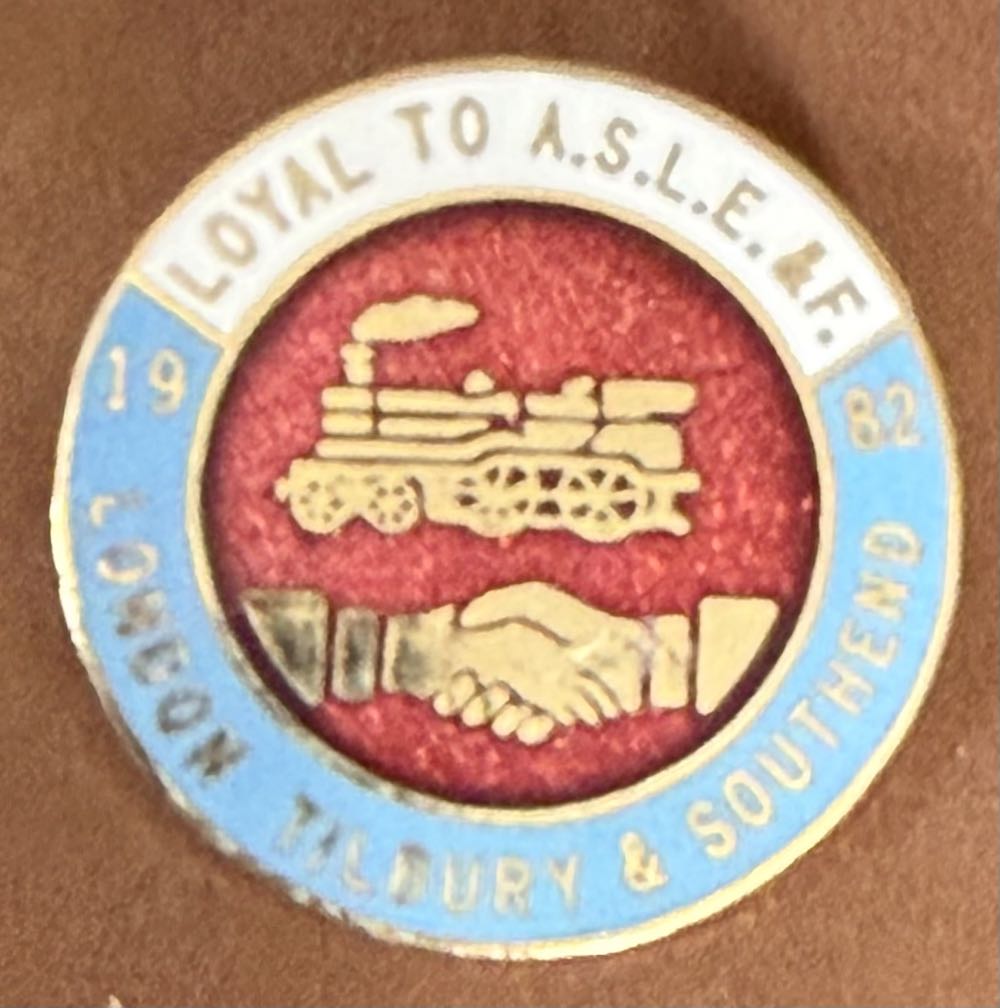 LOYAL TO A.S.L.E. & F.
19 82
LONDON TILBURY & SOUTHEND